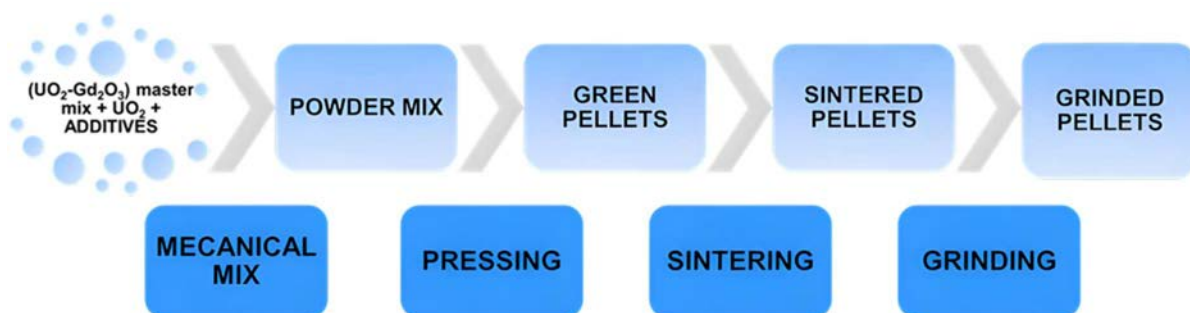 (UO₂-Gd₂O₃) master
mix + UO₂ +
ADDITIVES
POWDER MIX
GREEN
PELLETS
SINTERED
PELLETS
GRINDED
PELLETS
MECANICAL
MIX
PRESSING
SINTERING
GRINDING